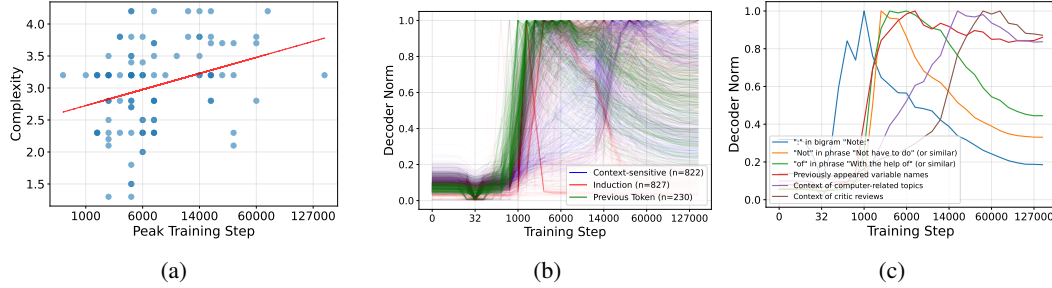 4.0
3.5
3.0
2.5
2.0
1.5
Complexity
1000 6000 14000 60000 127000
Peak Training Step
(a)
1.0
0.8
0.6
0.4
0.2
0.0
Decoder Norm
Context-sensitive (n=822)
Induction (n=827)
Previous Token (n=230)
0 32 1000 6000 14000 60000 127000
Training Step
(b)
1.0
0.8
0.6
0.4
0.2
0.0
Decoder Norm
":" in bigram "Note:"
"Not" in phrase "Not have to do" (or similar)
"of" in phrase "With the help of" (or similar)
Previously appeared variable names
Context of computer-related topics
Context of critic reviews
0 32 1000 6000 14000 60000 127000
Training Step
(c)